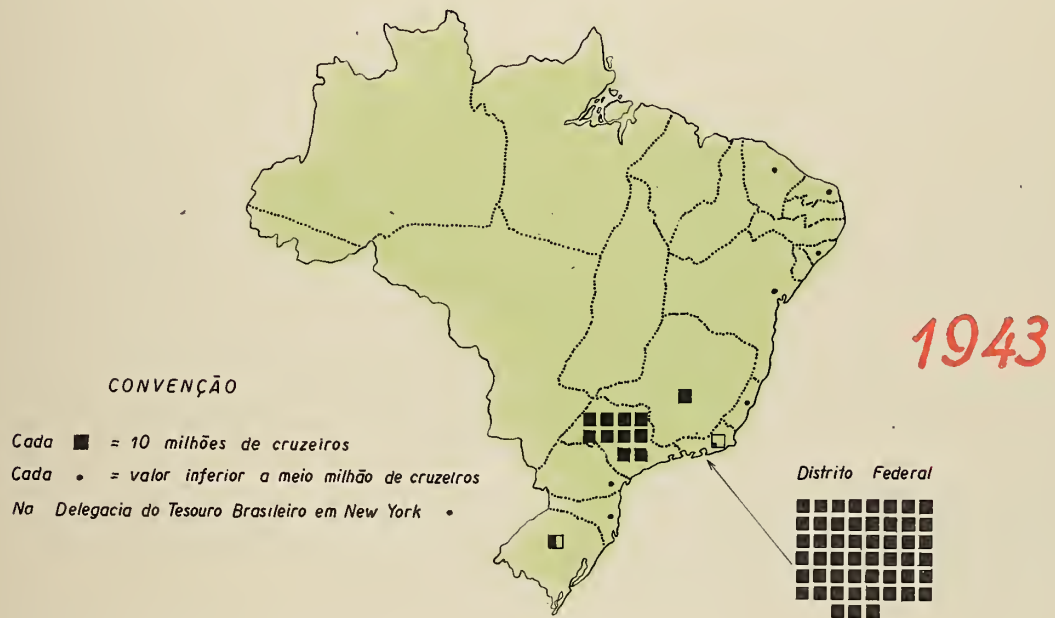 1943
CONVENÇÃO
Cada ■ = 10 milhões de cruzeiros
Cada • = valor inferior a meio milhão de cruzeiros
Na Delegacia do Tesouro Brasileiro em New York •
Distrito Federal